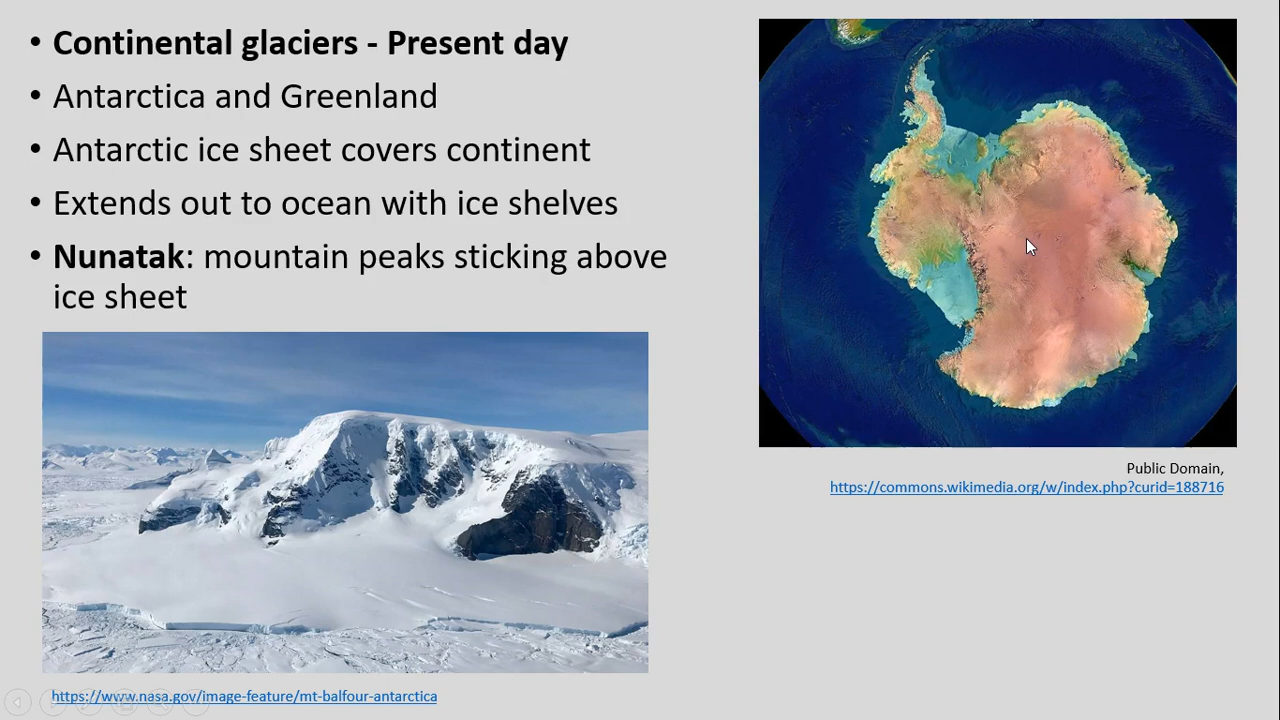 • Continental glaciers - Present day
• Antarctica and Greenland
• Antarctic ice sheet covers continent
• Extends out to ocean with ice shelves
• Nunatak: mountain peaks sticking above
ice sheet
Public Domain,
https://commons.wikimedia.org/w/index.php?curid=188716
https://www.nasa.gov/image-feature/mt-balfour-antarctica